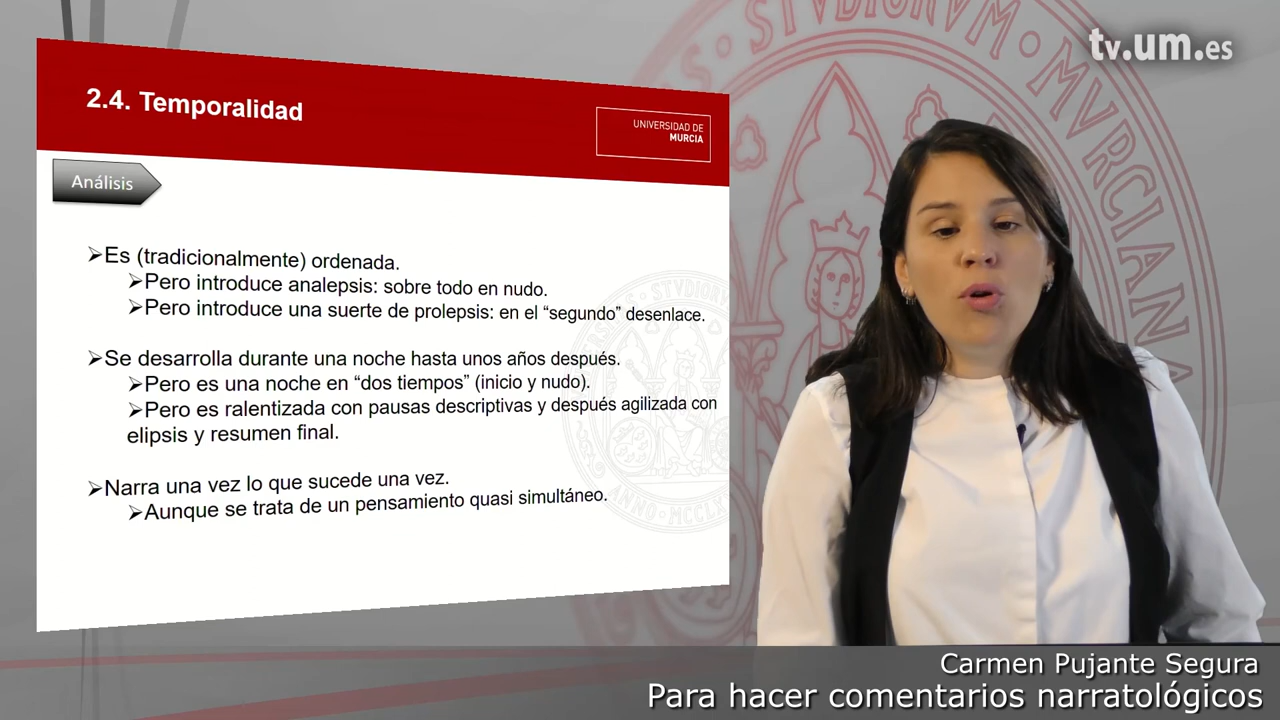 tv.um.es
2.4. Temporalidad
UNIVERSIDAD DE
MURCIA
Análisis
➢Es (tradicionalmente) ordenada.
➢Pero introduce analepsis: sobre todo en nudo.
➢Pero introduce una suerte de prolepsis: en el “segundo” desenlace.
➢Se desarrolla durante una noche hasta unos años después.
➢Pero es una noche en “dos tiempos” (inicio y nudo).
➢Pero es ralentizada con pausas descriptivas y después agilizada con
elipsis y resumen final.
➢Narra una vez lo que sucede una vez.
➢Aunque se trata de un pensamiento quasi simultáneo.
Carmen Pujante Segura
Para hacer comentarios narratológicos